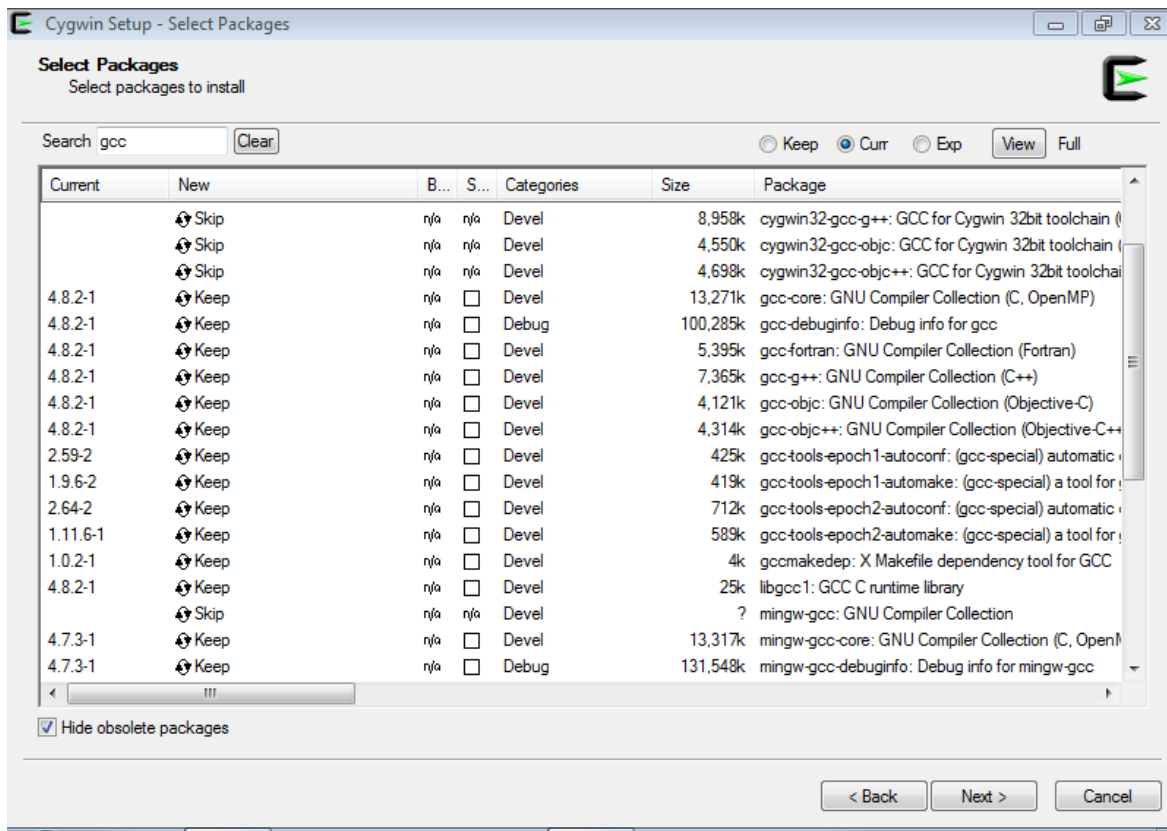 Cygwin Setup - Select Packages
Select Packages
Select packages to install
Search gcc Clear Keep Curr Exp View Full
Current New B... S... Categories Size Package
Skip n/a n/a Devel 8,958k cygwin32-gcc-g++: GCC for Cygwin 32bit toolchain (
Skip n/a n/a Devel 4,550k cygwin32-gcc-objc: GCC for Cygwin 32bit toolchain (
Skip n/a n/a Devel 4,698k cygwin32-gcc-objc++: GCC for Cygwin 32bit toolchai
4.8.2-1 Keep n/a Devel 13,271k gcc-core: GNU Compiler Collection (C, OpenMP)
4.8.2-1 Keep n/a Debug 100,285k gcc-debuginfo: Debug info for gcc
4.8.2-1 Keep n/a Devel 5,395k gcc-fortran: GNU Compiler Collection (Fortran)
4.8.2-1 Keep n/a Devel 7,365k gcc-g++: GNU Compiler Collection (C++)
4.8.2-1 Keep n/a Devel 4,121k gcc-objc: GNU Compiler Collection (Objective-C)
4.8.2-1 Keep n/a Devel 4,314k gcc-objc++: GNU Compiler Collection (Objective-C++
2.59-2 Keep n/a Devel 425k gcc-tools-epoch1-autoconf: (gcc-special) automatic
1.9.6-2 Keep n/a Devel 419k gcc-tools-epoch1-automake: (gcc-special) a tool for
2.64-2 Keep n/a Devel 712k gcc-tools-epoch2-autoconf: (gcc-special) automatic
1.11.6-1 Keep n/a Devel 589k gcc-tools-epoch2-automake: (gcc-special) a tool for
1.0.2-1 Keep n/a Devel 4k gccmakedep: X Makefile dependency tool for GCC
4.8.2-1 Keep n/a Devel 25k libgcc1: GCC C runtime library
Skip n/a n/a Devel ? mingw-gcc: GNU Compiler Collection
4.7.3-1 Keep n/a Devel 13,317k mingw-gcc-core: GNU Compiler Collection (C, Open
4.7.3-1 Keep n/a Debug 131,548k mingw-gcc-debuginfo: Debug info for mingw-gcc
Hide obsolete packages
< Back Next > Cancel